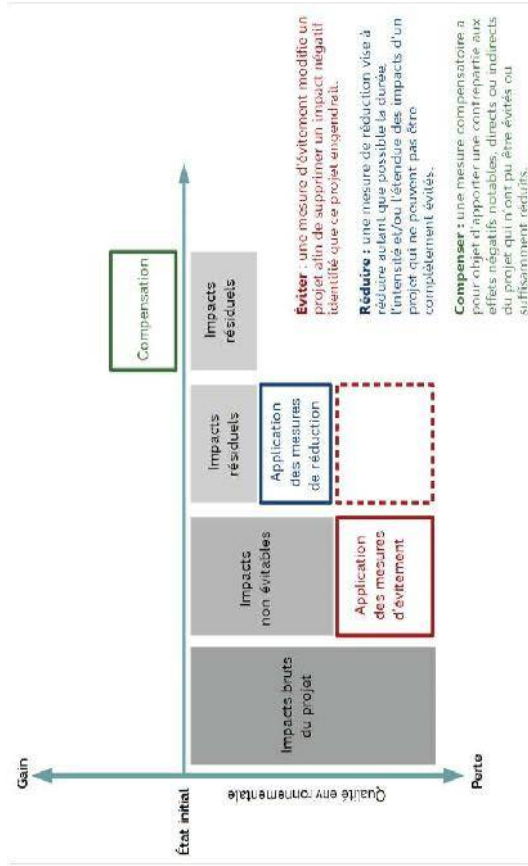 Gain
État initial
Qualité environnementale
Perte
Impacts bruts
du projet
Impacts
non évitables
Application
des mesures
d'évitement
Impacts
résiduels
Application
des mesures
de réduction
Compensation
Impacts
résiduels
Éviter : une mesure d'évitement modifie un
projet afin de supprimer un impact négatif
identifié que ce projet engendrait.
Réduire : une mesure de réduction vise à
réduire autant que possible la durée,
l'intensité et/ou l'étendue des impacts d'un
projet qui ne peuvent pas être
complètement évités.
Compenser : une mesure compensatoire a
pour objet d'apporter une contrepartie aux
effets négatifs notables, directs ou indirects
du projet qui n'ont pu être évités ou
suffisamment réduits.